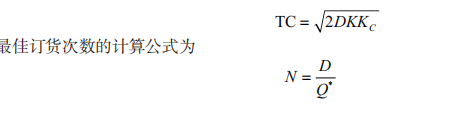 TC = √2DKK_C
最佳订货次数的计算公式为
N = D/Q*